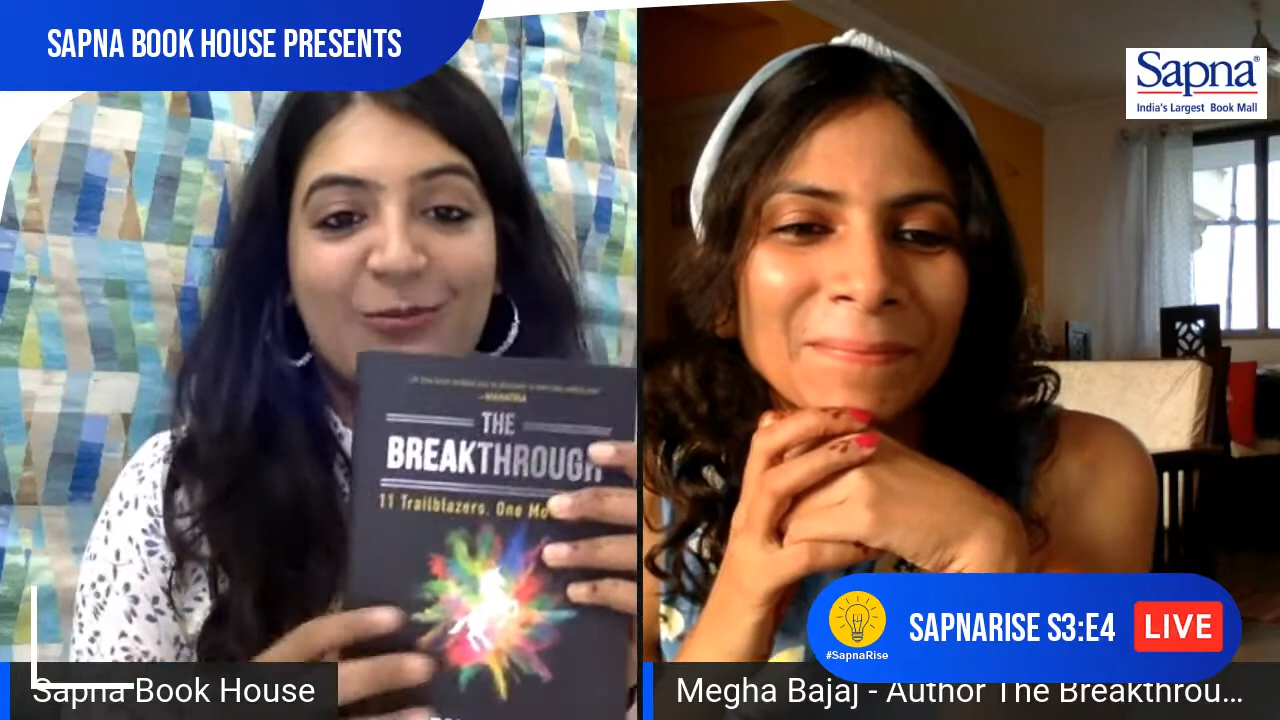 SAPNA BOOK HOUSE PRESENTS
Sapna®
India's Largest Book Mall
—MAHATRIA
THE
BREAKTHROUGH
11 Trailblazers. One Mo
#SapnaRise
SAPNARISE S3:E4
LIVE
Sapna Book House
Megha Bajaj - Author The Breakthrou...